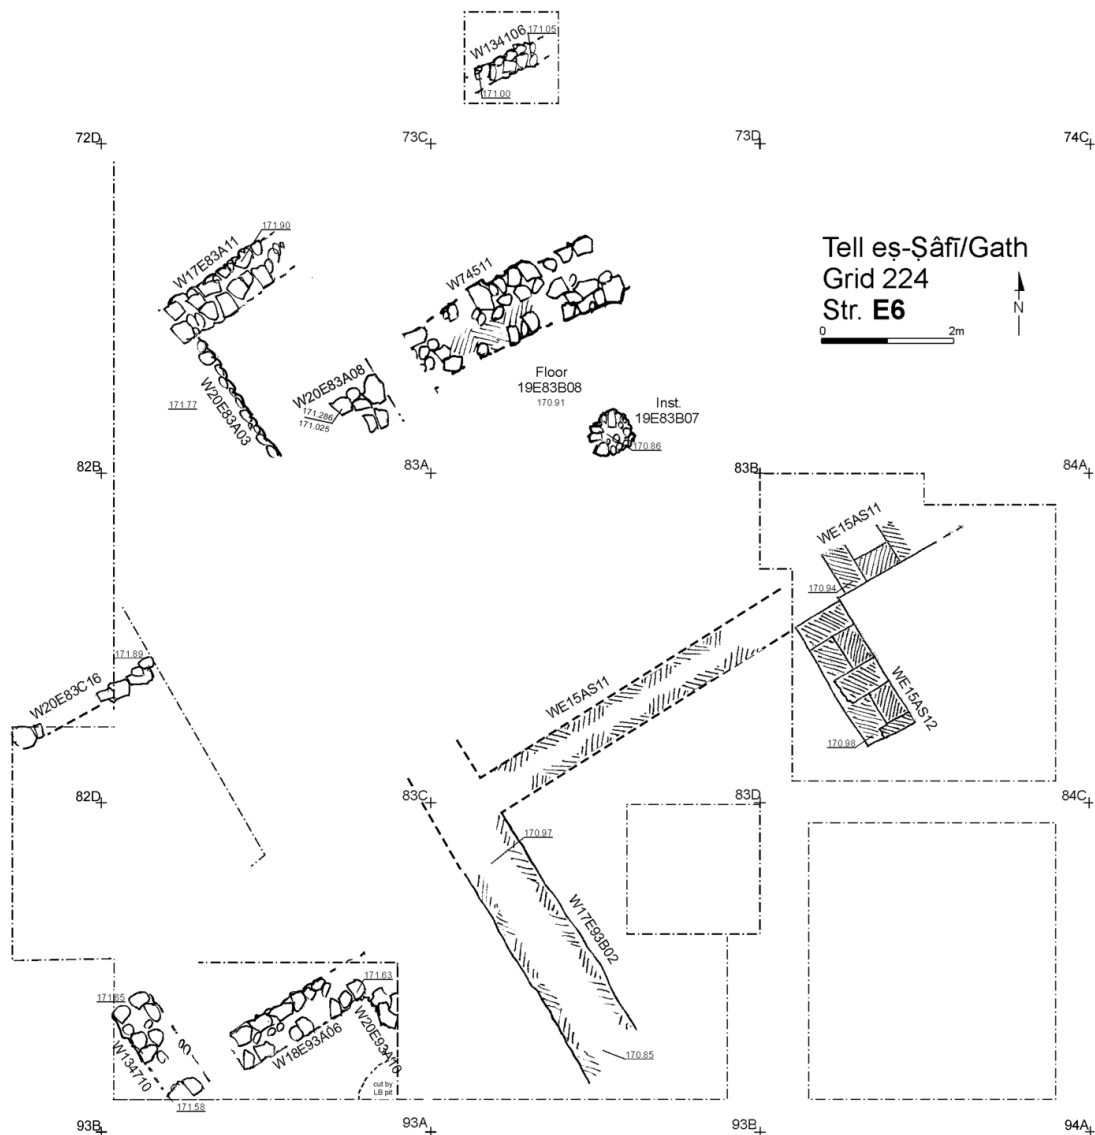 W134106
171.05
171.00
72D
73C
73D
74C
W17E83A11
171.90
W74511
Tell eṣ-Ṣâfī/Gath
Grid 224
Str. E6
N
0 2m
W20E83A03
171.77
W20E83A08
171.286
171.025
Floor
19E83B08
170.91
Inst.
19E83B07
170.86
82B
83A
83B
84A
WE15AS11
170.94
W20E83C16
171.89
WE15AS11
WE15AS12
170.98
82D
83C
83D
84C
170.97
W17E93B02
170.85
171.65
W134710
171.58
W18E93A06
171.63
W20E93A10
cut by
LB pit
93B
93A
93B
94A